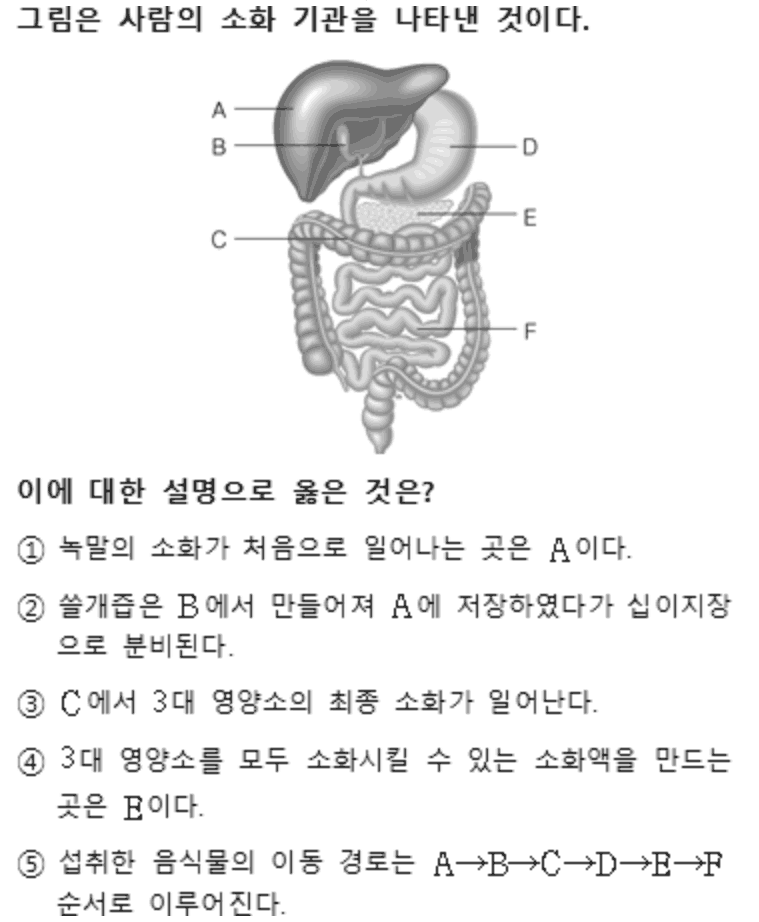 그림은 사람의 소화 기관을 나타낸 것이다.
A
B
D
E
C
F
이에 대한 설명으로 옳은 것은?
① 녹말의 소화가 처음으로 일어나는 곳은 A이다.
② 쓸개즙은 B에서 만들어져 A에 저장하였다가 십이지장
으로 분비된다.
③ C에서 3대 영양소의 최종 소화가 일어난다.
④ 3대 영양소를 모두 소화시킬 수 있는 소화액을 만드는
곳은 E이다.
⑤ 섭취한 음식물의 이동 경로는 A→B→C→D→E→F
순서로 이루어진다.